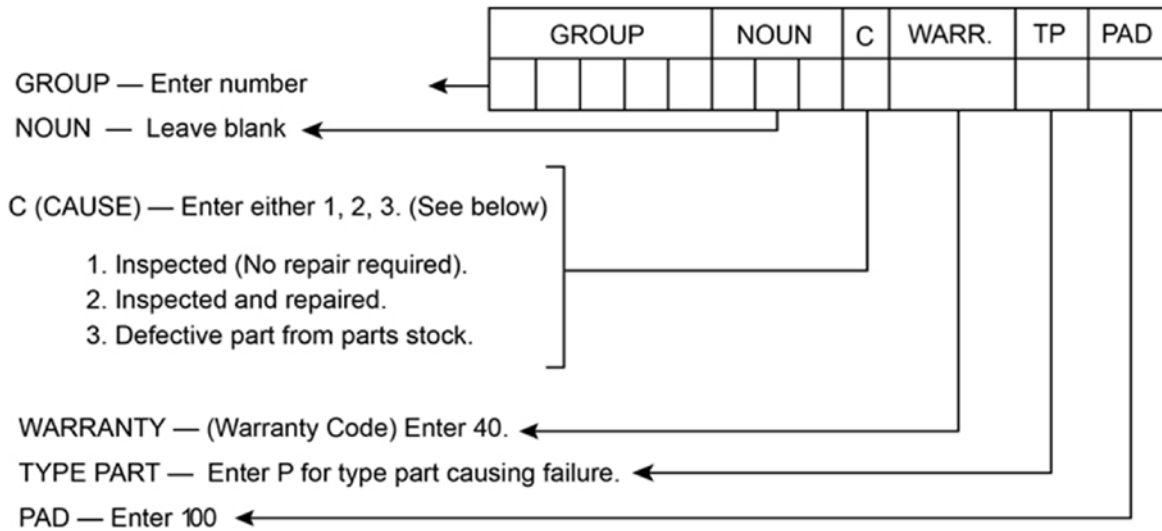 GROUP NOUN C WARR. TP PAD
GROUP — Enter number
NOUN — Leave blank
C (CAUSE) — Enter either 1, 2, 3. (See below)
1. Inspected (No repair required).
2. Inspected and repaired.
3. Defective part from parts stock.
WARRANTY — (Warranty Code) Enter 40.
TYPE PART — Enter P for type part causing failure.
PAD — Enter 100